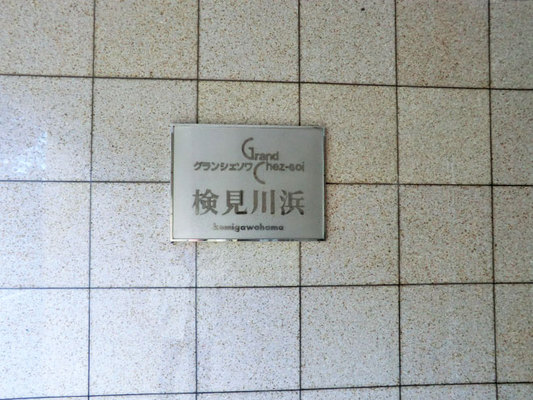 Grand
グランシェソワ Chez-soi
検見川浜
kemigawahama